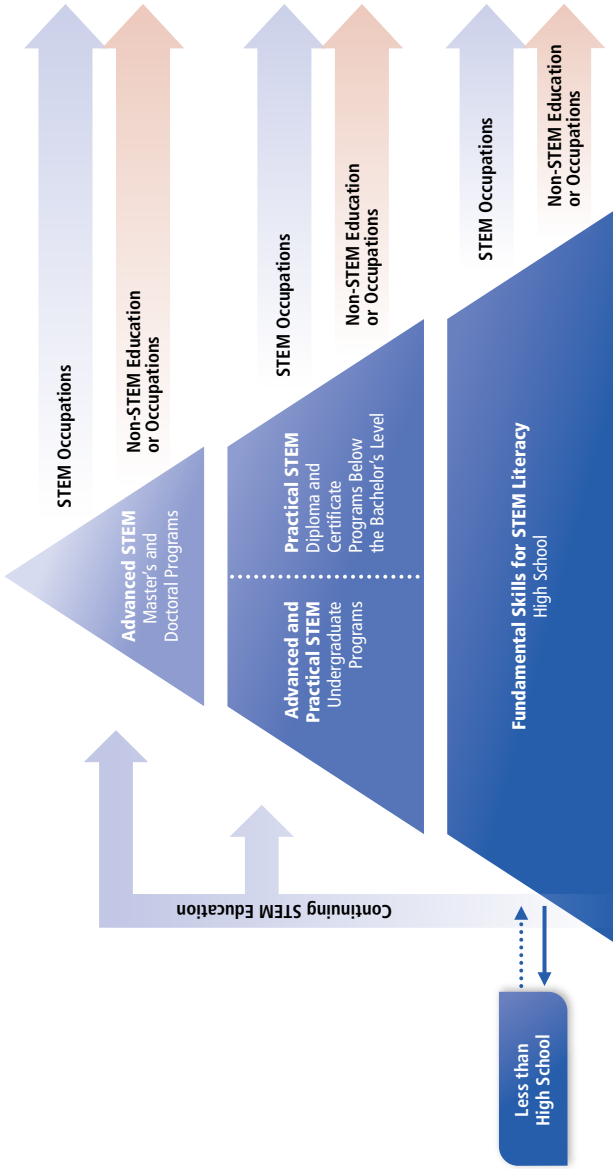 Advanced STEM
Master's and
Doctoral Programs
STEM Occupations
Non-STEM Education
or Occupations
Advanced and
Practical STEM
Undergraduate
Programs
Practical STEM
Diploma and
Certificate
Programs Below
the Bachelor's Level
STEM Occupations
Non-STEM Education
or Occupations
Continuing STEM Education
Less than
High School
Fundamental Skills for STEM Literacy
High School
STEM Occupations
Non-STEM Education
or Occupations